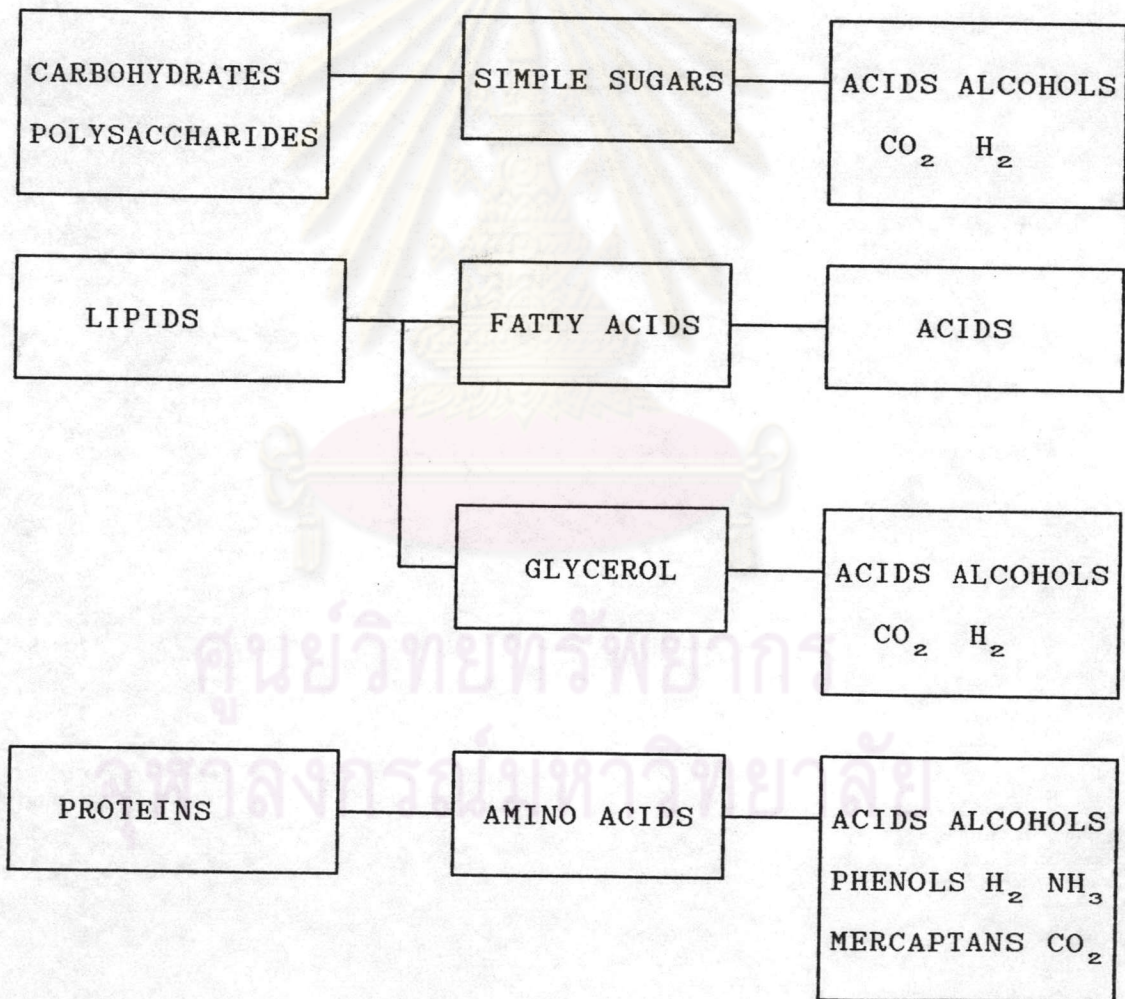 CARBOHYDRATES
POLYSACCHARIDES
SIMPLE SUGARS
ACIDS ALCOHOLS
CO₂ H₂
LIPIDS
FATTY ACIDS
ACIDS
GLYCEROL
ACIDS ALCOHOLS
CO₂ H₂
ศูนย์วิทยทรัพยากร
จุฬาลงกรณ์มหาวิทยาลัย
PROTEINS
AMINO ACIDS
ACIDS ALCOHOLS
PHENOLS H₂ NH₃
MERCAPTANS CO₂